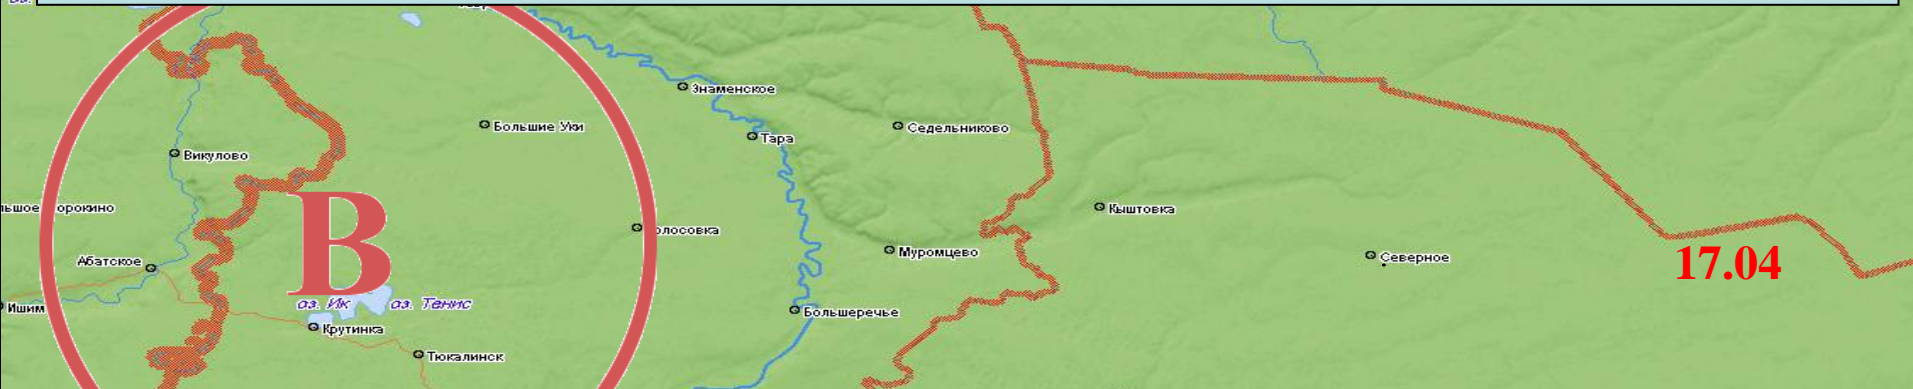 Знаменское
Большие Уки
Седельниково
Тара
Викулово
Кыштовка
В
Муромцево
Северное
Абатское
17.04
оз. Ик
оз. Тенис
Ишим
Большеречье
Крутинка
Тюкалинск